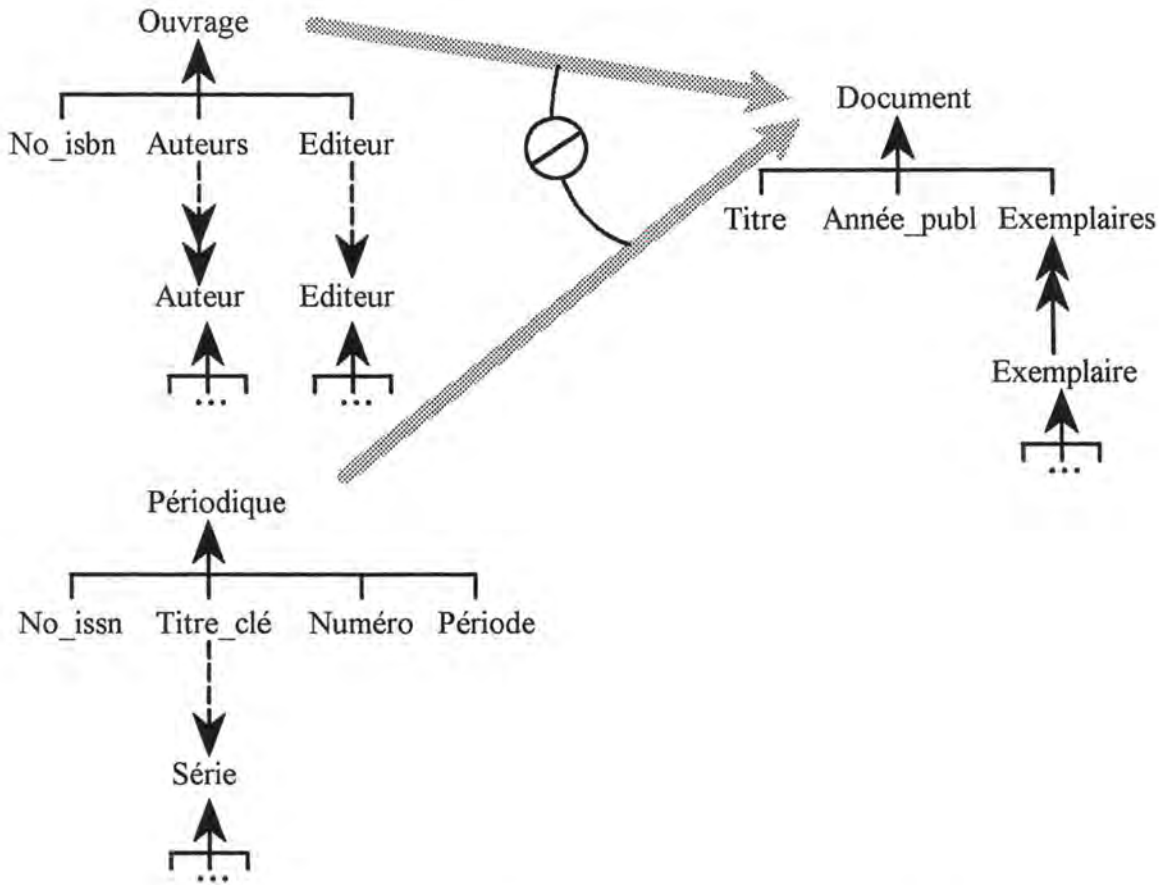 Ouvrage
Document
No_isbn Auteurs Editeur
Titre Année_publ Exemplaires
Auteur Editeur
Exemplaire
...
...
...
Périodique
No_issn Titre_clé Numéro Période
Série
...